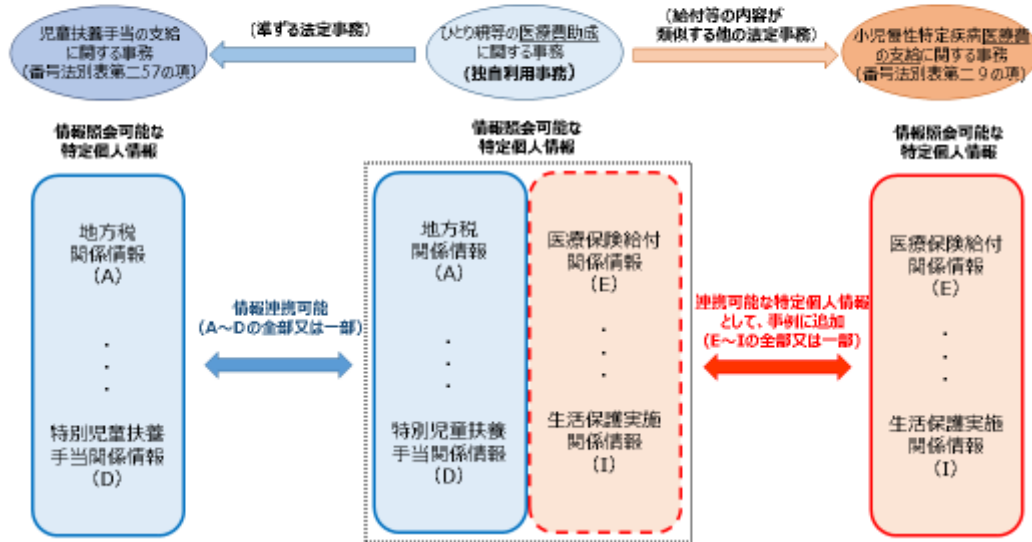 児童扶養手当の支給
に関する事務
(番号法別表第二57の項)
(準ずる法定事務)
ひとり親等の医療費助成
に関する事務
(独自利用事務)
(給付等の内容が
類似する他の法定事務)
小児慢性特定疾病医療費
の支給に関する事務
(番号法別表第二9の項)
情報照会可能な
特定個人情報
情報照会可能な
特定個人情報
情報照会可能な
特定個人情報
地方税
関係情報
(A)
・
・
・
特別児童扶養
手当関係情報
(D)
情報連携可能
(A～Dの全部又は一部)
地方税
関係情報
(A)
・
・
・
特別児童扶養
手当関係情報
(D)
医療保険給付
関係情報
(E)
・
・
・
生活保護実施
関係情報
(I)
連携可能な特定個人情報
として、事例に追加
(E～Iの全部又は一部)
医療保険給付
関係情報
(E)
・
・
・
生活保護実施
関係情報
(I)